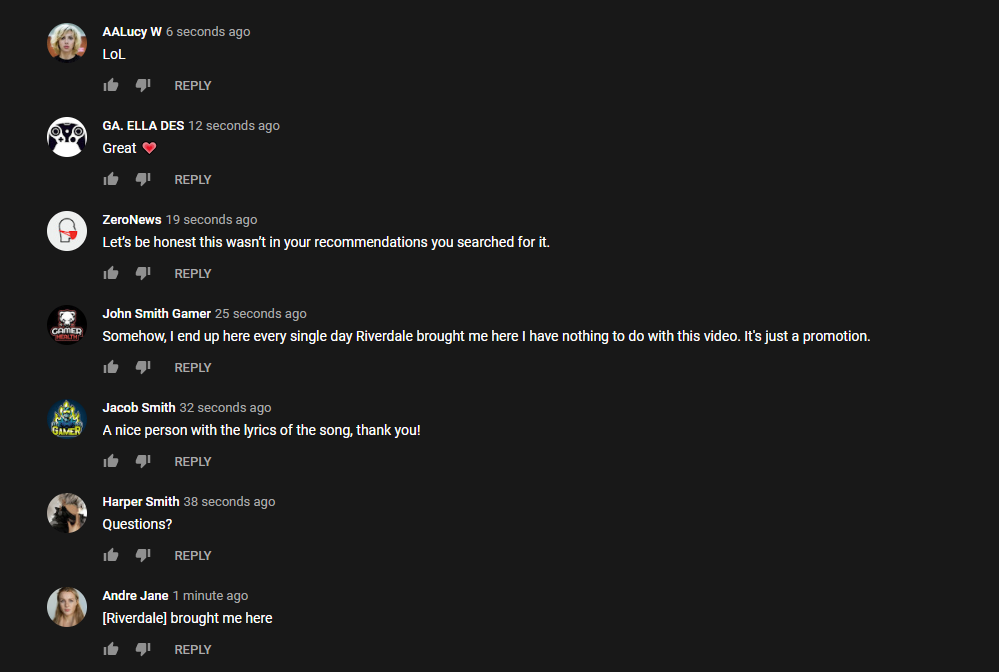 AALucy W 6 seconds ago
LoL
REPLY
GA. ELLA DES 12 seconds ago
Great ❤️
REPLY
ZeroNews 19 seconds ago
Let’s be honest this wasn’t in your recommendations you searched for it.
REPLY
John Smith Gamer 25 seconds ago
GAMER
HEALTH
Somehow, I end up here every single day Riverdale brought me here I have nothing to do with this video. It's just a promotion.
REPLY
Jacob Smith 32 seconds ago
GAMER
A nice person with the lyrics of the song, thank you!
REPLY
Harper Smith 38 seconds ago
Questions?
REPLY
Andre Jane 1 minute ago
[Riverdale] brought me here
REPLY